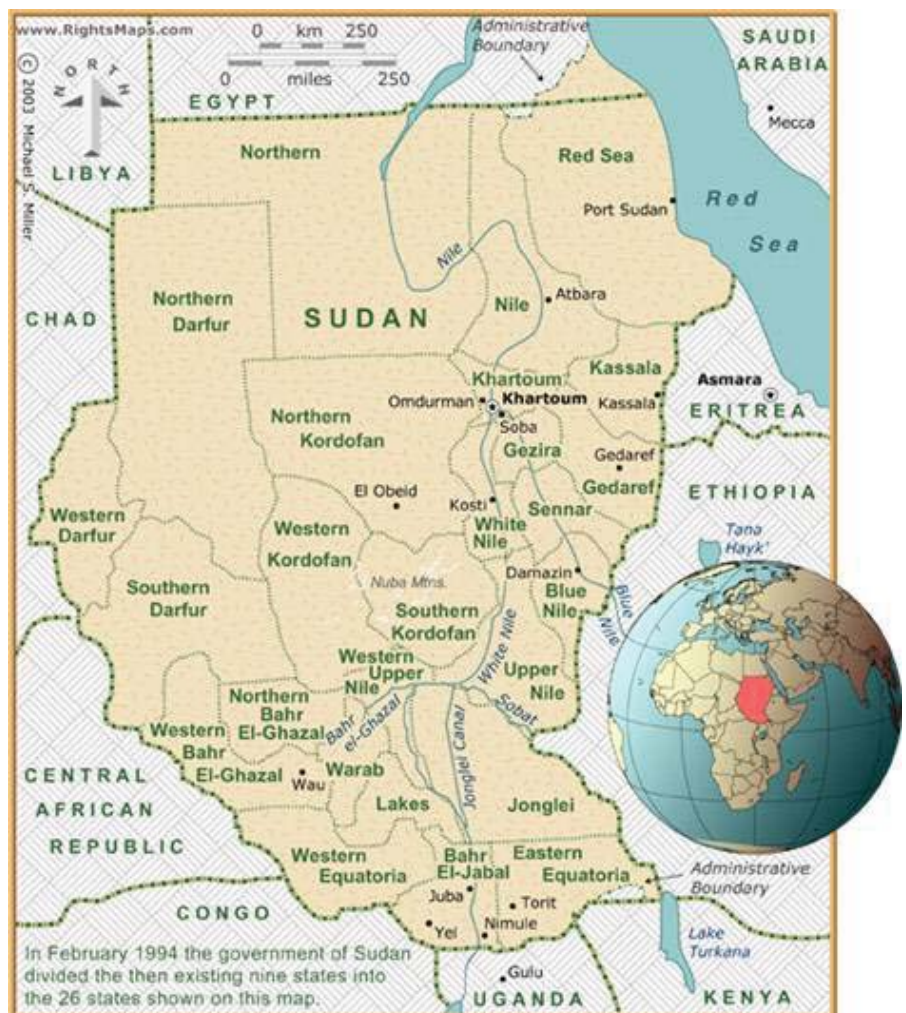 www.RightsMaps.com
© 2003 Michael S. Miller
NORTH
0 km 250
0 miles 250
Administrative
Boundary
SAUDI
ARABIA
Mecca
EGYPT
LIBYA
Northern
Red Sea
Port Sudan
Red
Sea
Nile
Northern
Darfur
CHAD
SUDAN
Nile
Atbara
Khartoum
Kassala
Omdurman
Khartoum
Kassala
Asmara
ERITREA
Soba
Northern
Kordofan
Gezira
Gedaref
Gedaref
El Obeid
Kosti
Sennar
ETHIOPIA
Western
Darfur
Western
Kordofan
White
Nile
Tana
Hayk'
Nuba Mtns.
Damazin
Blue
Nile
Blue
Nile
Southern
Darfur
Southern
Kordofan
White Nile
Western
Upper
Nile
Upper
Nile
Northern
Bahr
El-Ghazal
Bahr
el-Ghazal
Sobat
Western
Bahr
El-Ghazal
Wau
Warab
Jonglei Canal
Lakes
Jonglei
CENTRAL
AFRICAN
REPUBLIC
Western
Equatoria
Bahr
El-Jabal
Eastern
Equatoria
Administrative
Boundary
Juba
Torit
CONGO
Yei
Nimule
Lake
Turkana
In February 1994 the government of Sudan
divided the then existing nine states into
the 26 states shown on this map.
Gulu
UGANDA
KENYA